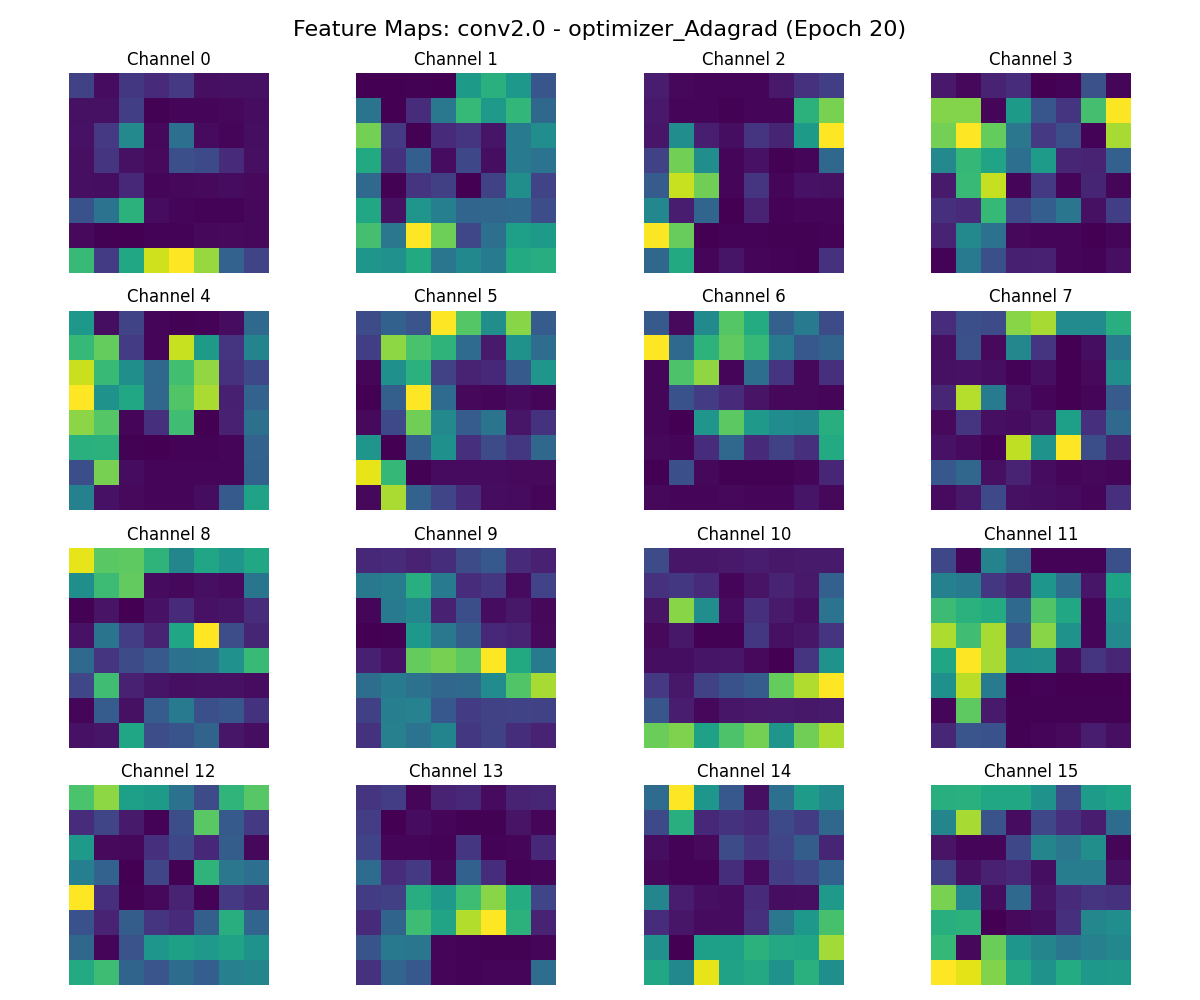 Feature Maps: conv2.0 - optimizer_Adagrad (Epoch 20)
Channel 0
Channel 1
Channel 2
Channel 3
Channel 4
Channel 5
Channel 6
Channel 7
Channel 8
Channel 9
Channel 10
Channel 11
Channel 12
Channel 13
Channel 14
Channel 15